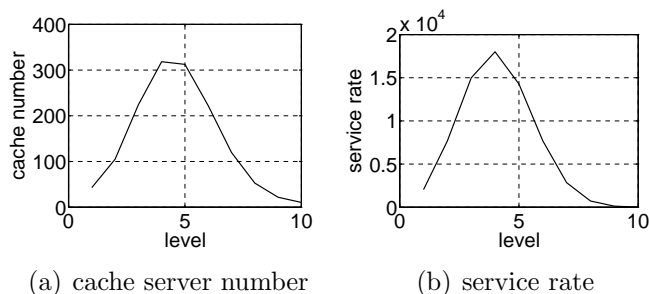 cache number
400
300
200
100
0
0
5
10
level
(a) cache server number
2 x 10^4
service rate
2
1.5
1
0.5
0
0
5
10
level
(b) service rate